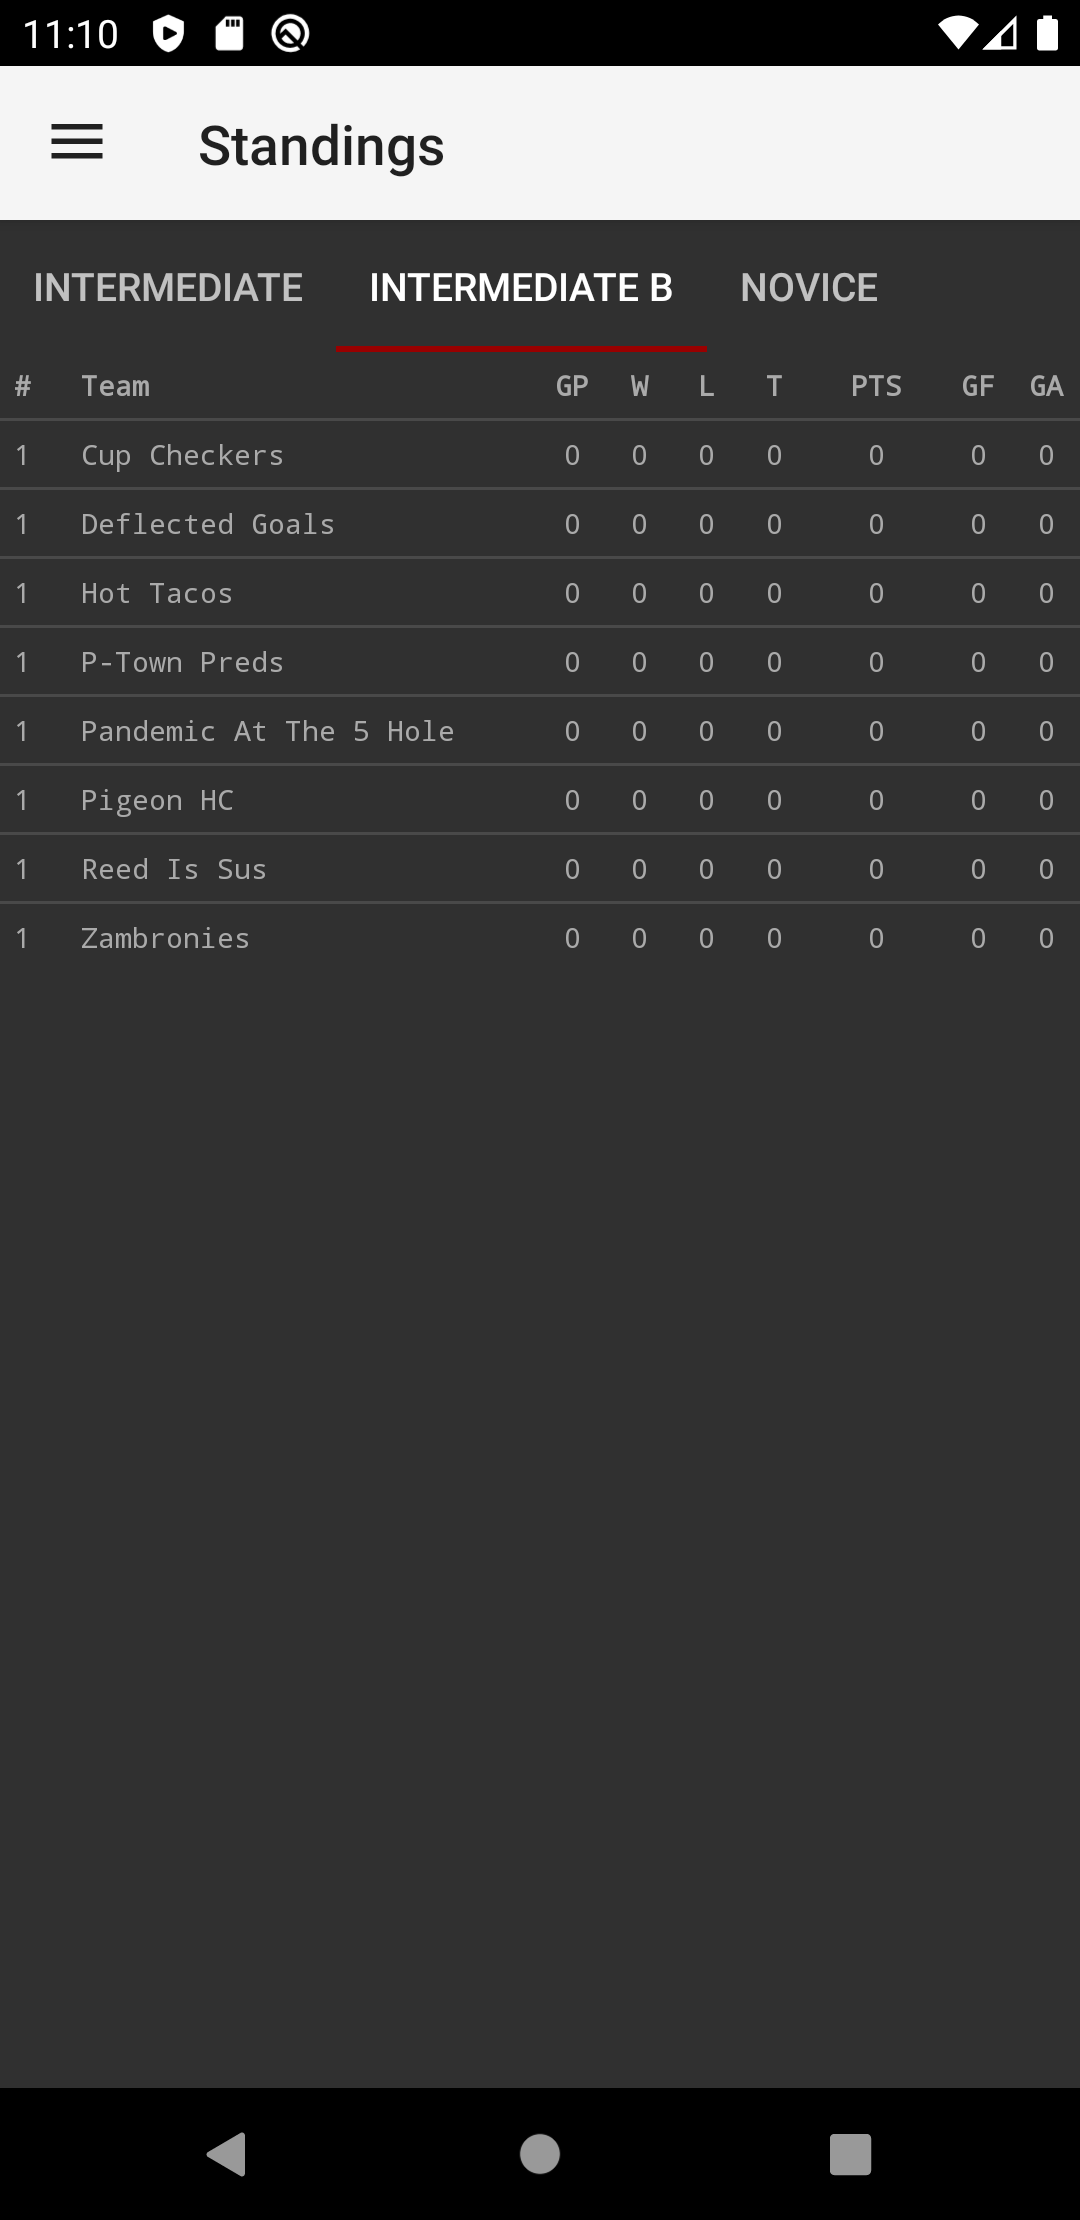 11:10
Standings
INTERMEDIATE INTERMEDIATE B NOVICE
# Team GP W L T PTS GF GA
1 Cup Checkers 0 0 0 0 0 0 0
1 Deflected Goals 0 0 0 0 0 0 0
1 Hot Tacos 0 0 0 0 0 0 0
1 P-Town Preds 0 0 0 0 0 0 0
1 Pandemic At The 5 Hole 0 0 0 0 0 0 0
1 Pigeon HC 0 0 0 0 0 0 0
1 Reed Is Sus 0 0 0 0 0 0 0
1 Zambronies 0 0 0 0 0 0 0